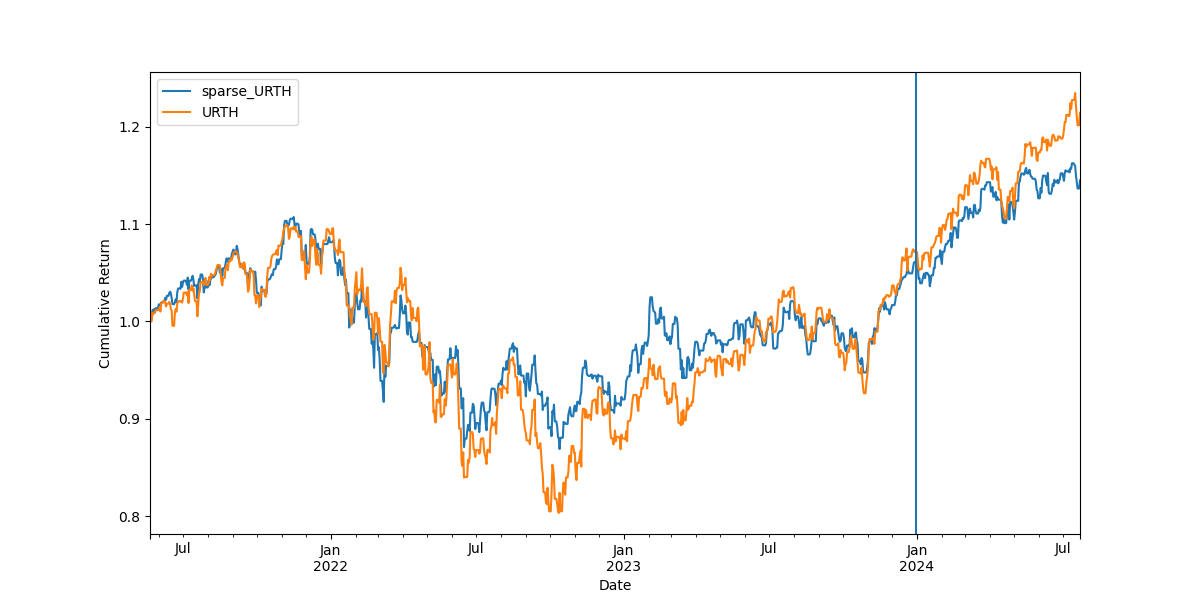 sparse_URTH
URTH
1.2
1.1
1.0
0.9
0.8
Cumulative Return
Jul
Jan
2022
Jul
Jan
2023
Jul
Jan
2024
Jul
Date